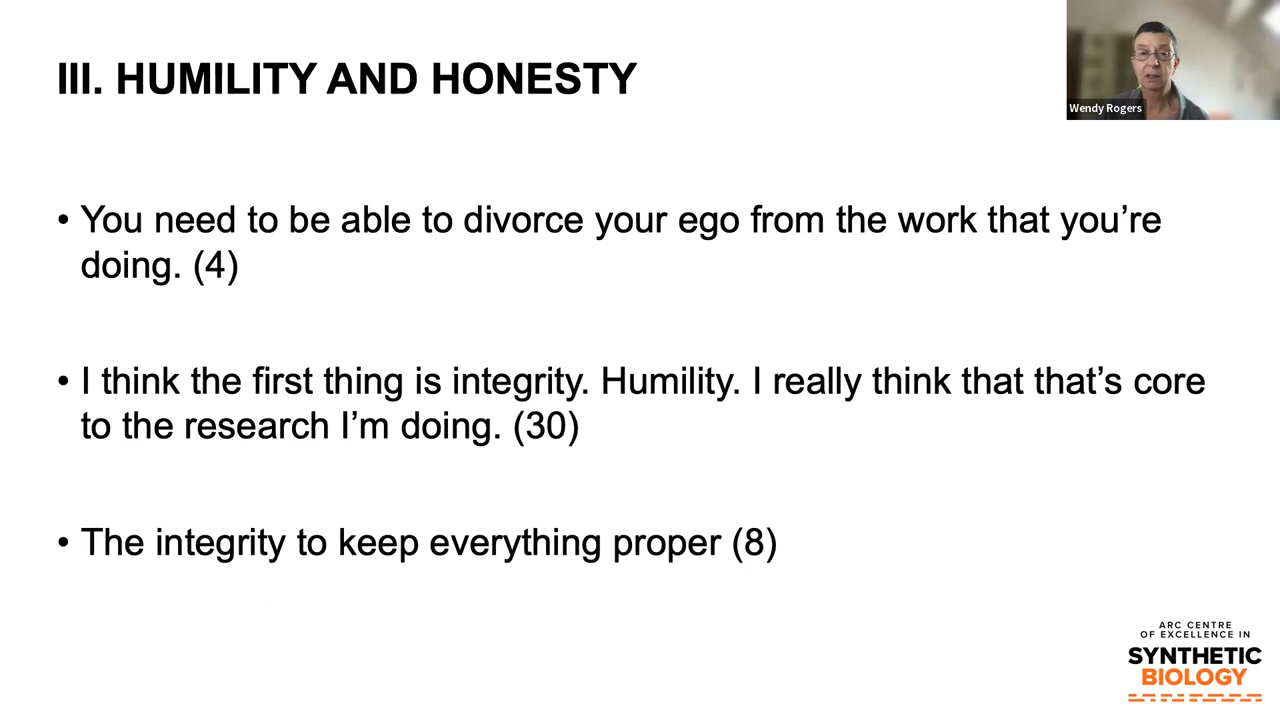 III. HUMILITY AND HONESTY
Wendy Rogers
• You need to be able to divorce your ego from the work that you’re
doing. (4)
• I think the first thing is integrity. Humility. I really think that that’s core
to the research I’m doing. (30)
• The integrity to keep everything proper (8)
ARC CENTRE
OF EXCELLENCE IN
SYNTHETIC
BIOLOGY